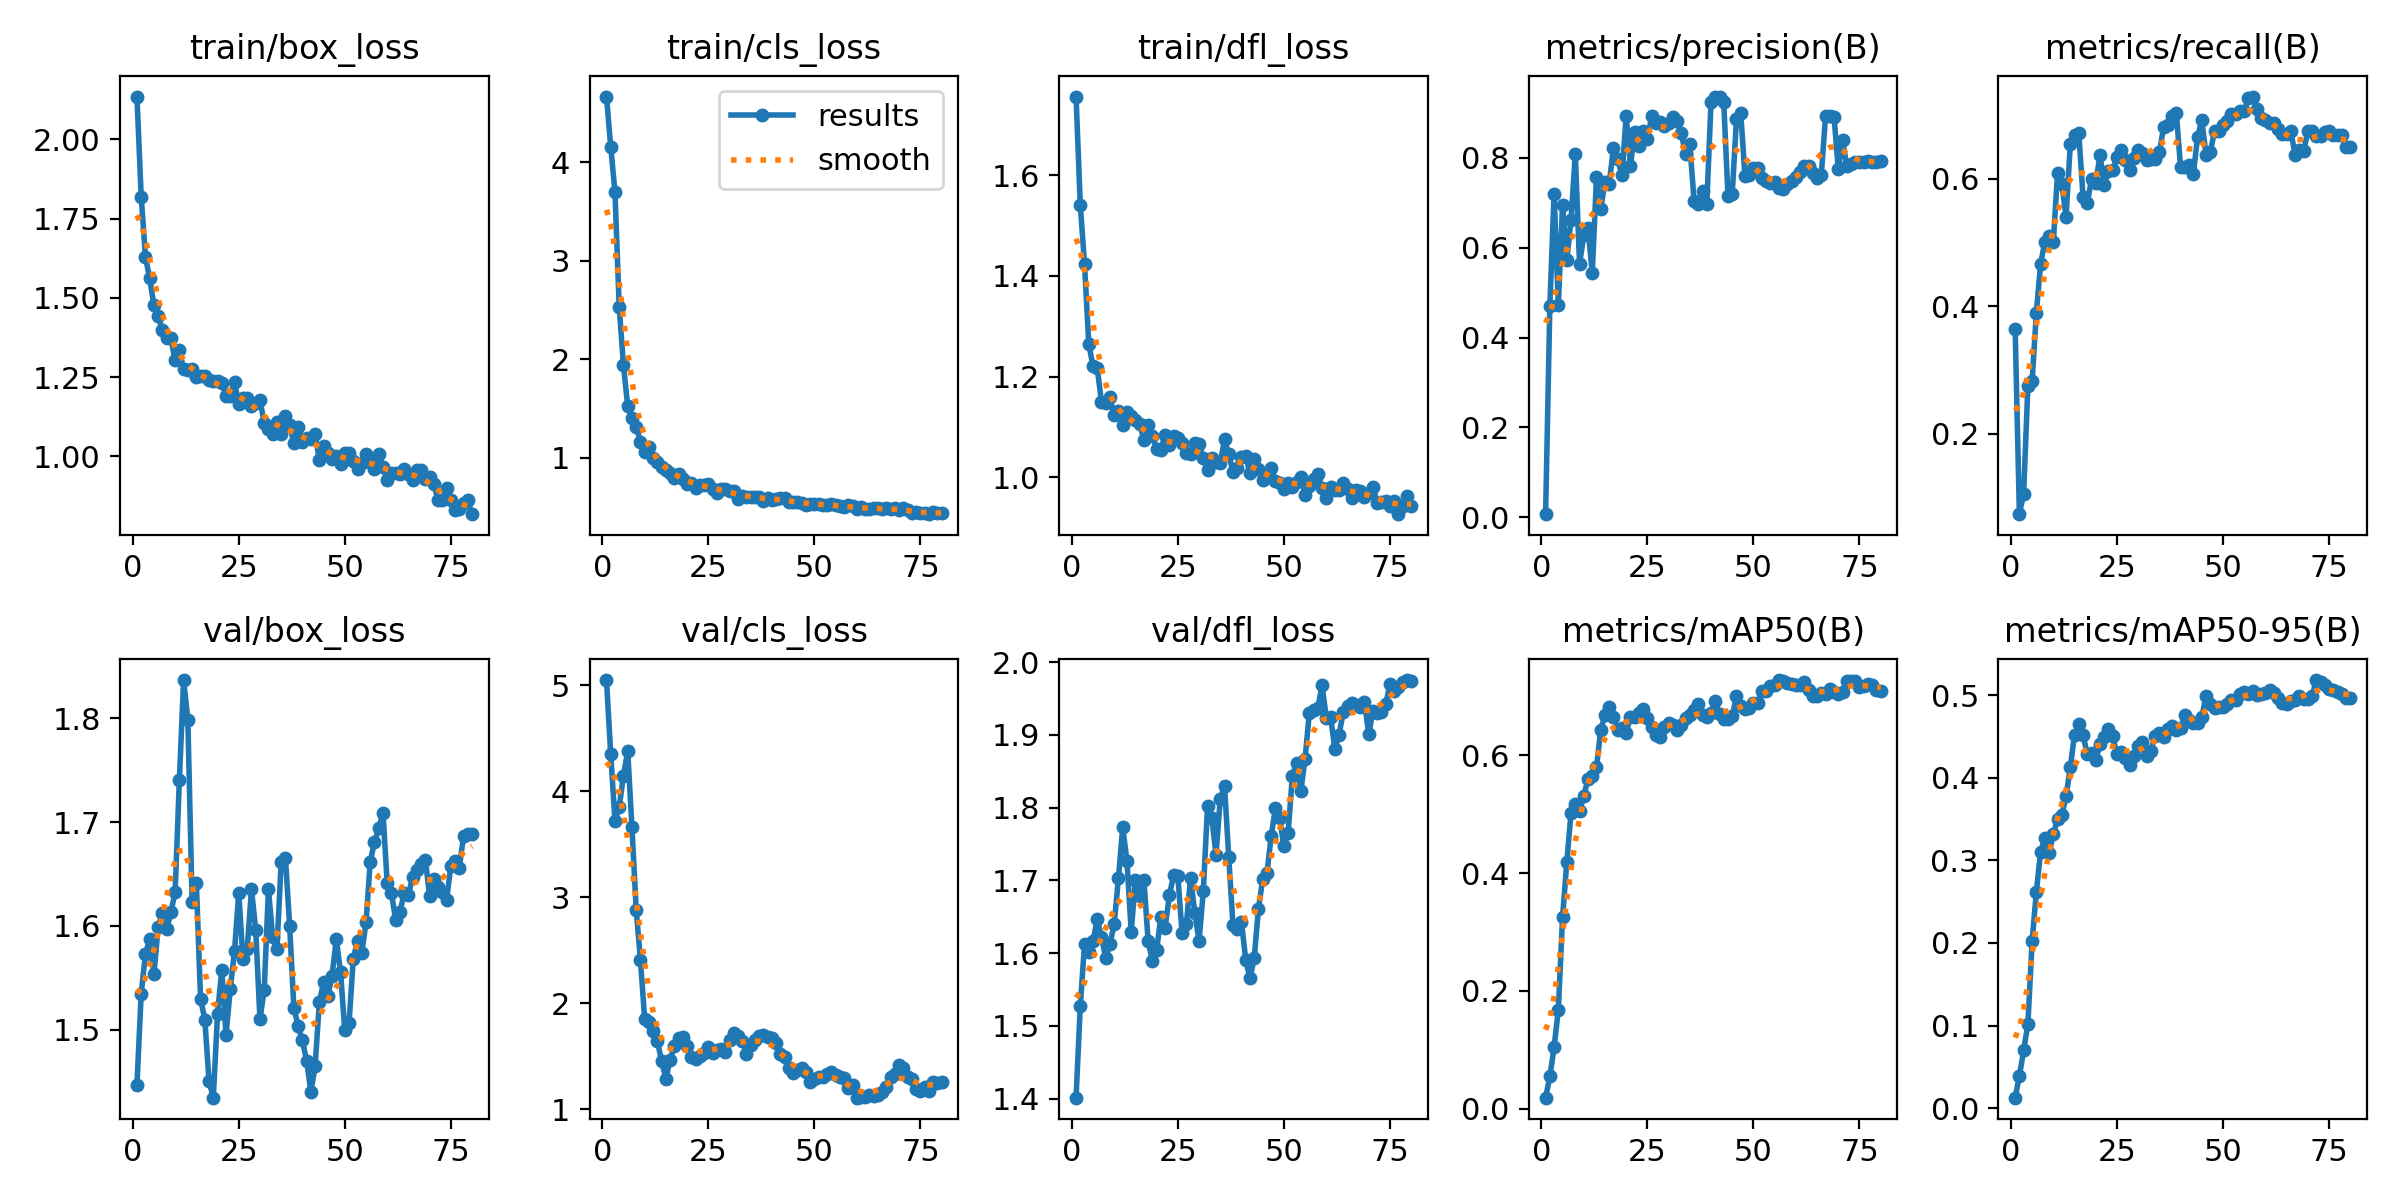 train/box_loss
train/cls_loss
train/dfl_loss
metrics/precision(B)
metrics/recall(B)
results
smooth
2.00
1.75
1.50
1.25
1.00
0 25 50 75
4
3
2
1
0 25 50 75
1.6
1.4
1.2
1.0
0 25 50 75
0.8
0.6
0.4
0.2
0.0
0 25 50 75
0.6
0.4
0.2
0 25 50 75
val/box_loss
val/cls_loss
val/dfl_loss
metrics/mAP50(B)
metrics/mAP50-95(B)
1.8
1.7
1.6
1.5
0 25 50 75
5
4
3
2
1
0 25 50 75
2.0
1.9
1.8
1.7
1.6
1.5
1.4
0 25 50 75
0.6
0.4
0.2
0.0
0 25 50 75
0.5
0.4
0.3
0.2
0.1
0.0
0 25 50 75